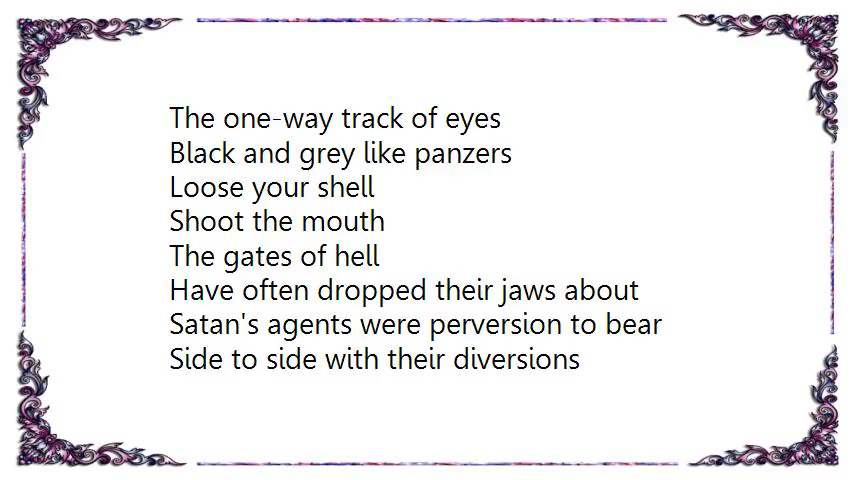 The one-way track of eyes
Black and grey like panzers
Loose your shell
Shoot the mouth
The gates of hell
Have often dropped their jaws about
Satan's agents were perversion to bear
Side to side with their diversions